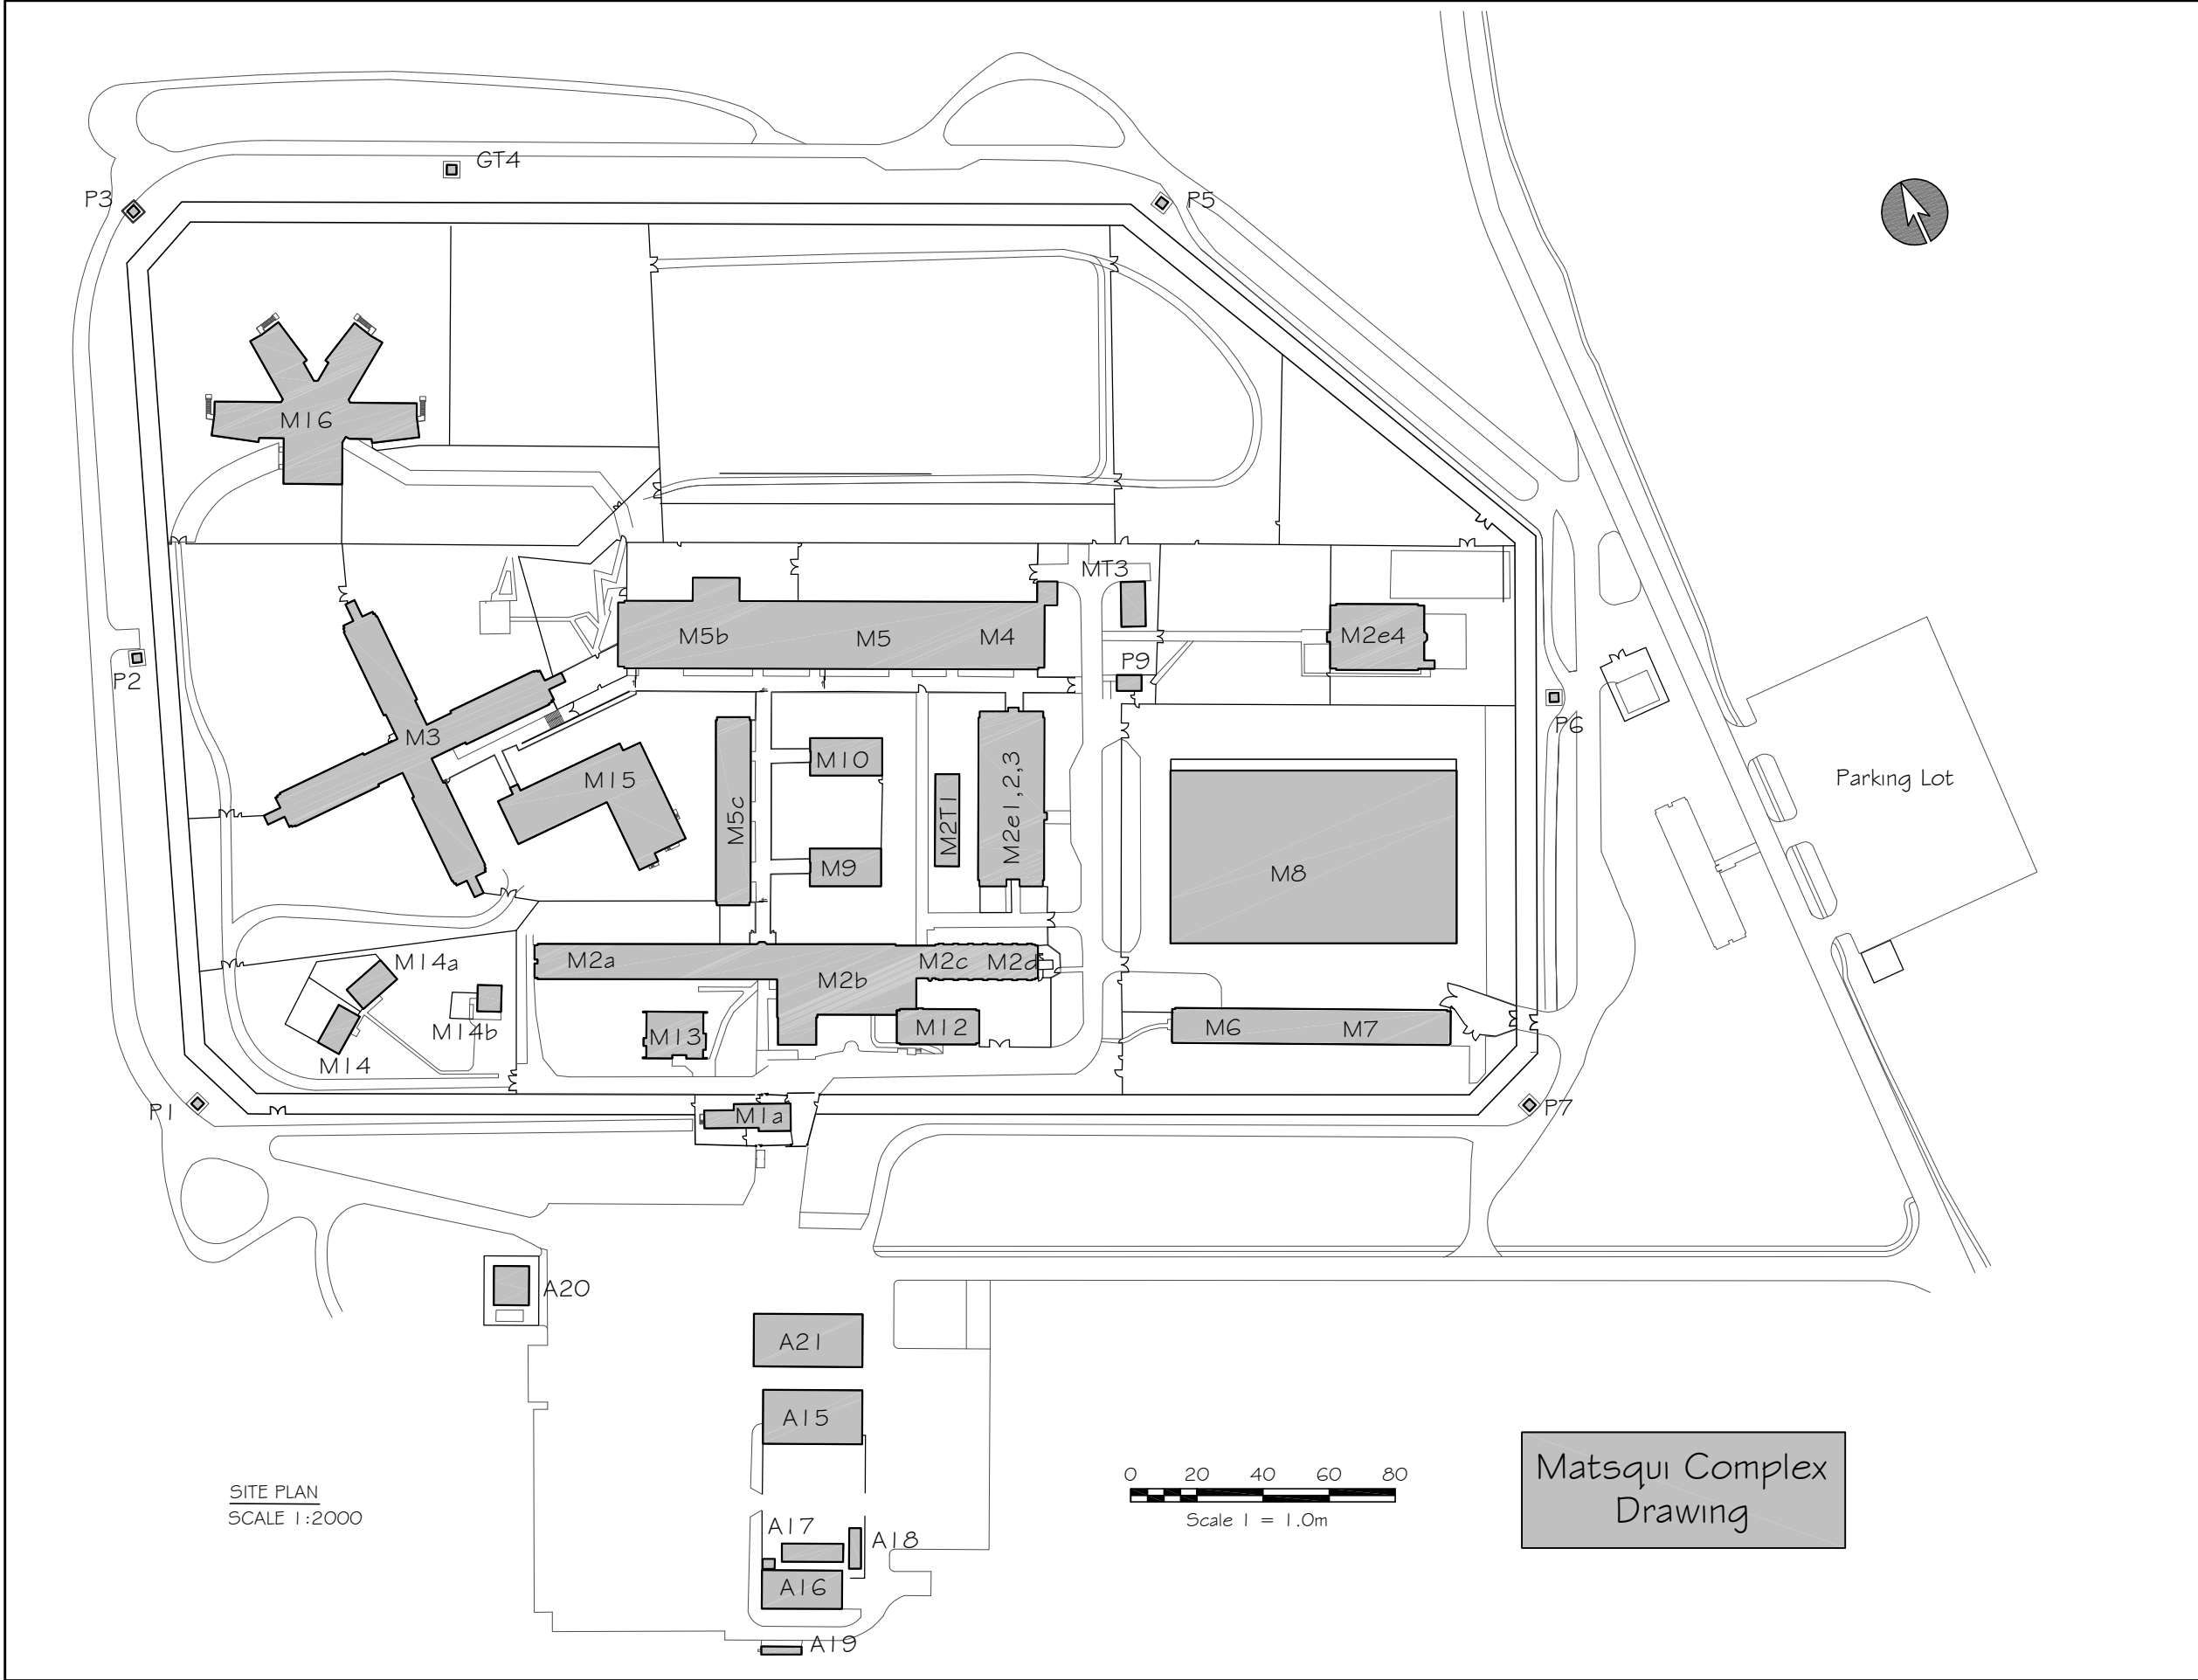 GT4
P3
P5
M16
MT3
M5b
M5
M4
M2e4
P9
P2
P6
M3
M15
M10
M5c
M2T1
M2e1,2,3
Parking Lot
M9
M8
M2a
M2b
M2c
M2d
M14a
M14b
M14
M13
M12
M6
M7
P1
M1a
P7
A20
A21
A15
0 20 40 60 80
Scale 1 = 1.0m
Matsqui Complex
Drawing
SITE PLAN
SCALE 1:2000
A17
A18
A16
A19